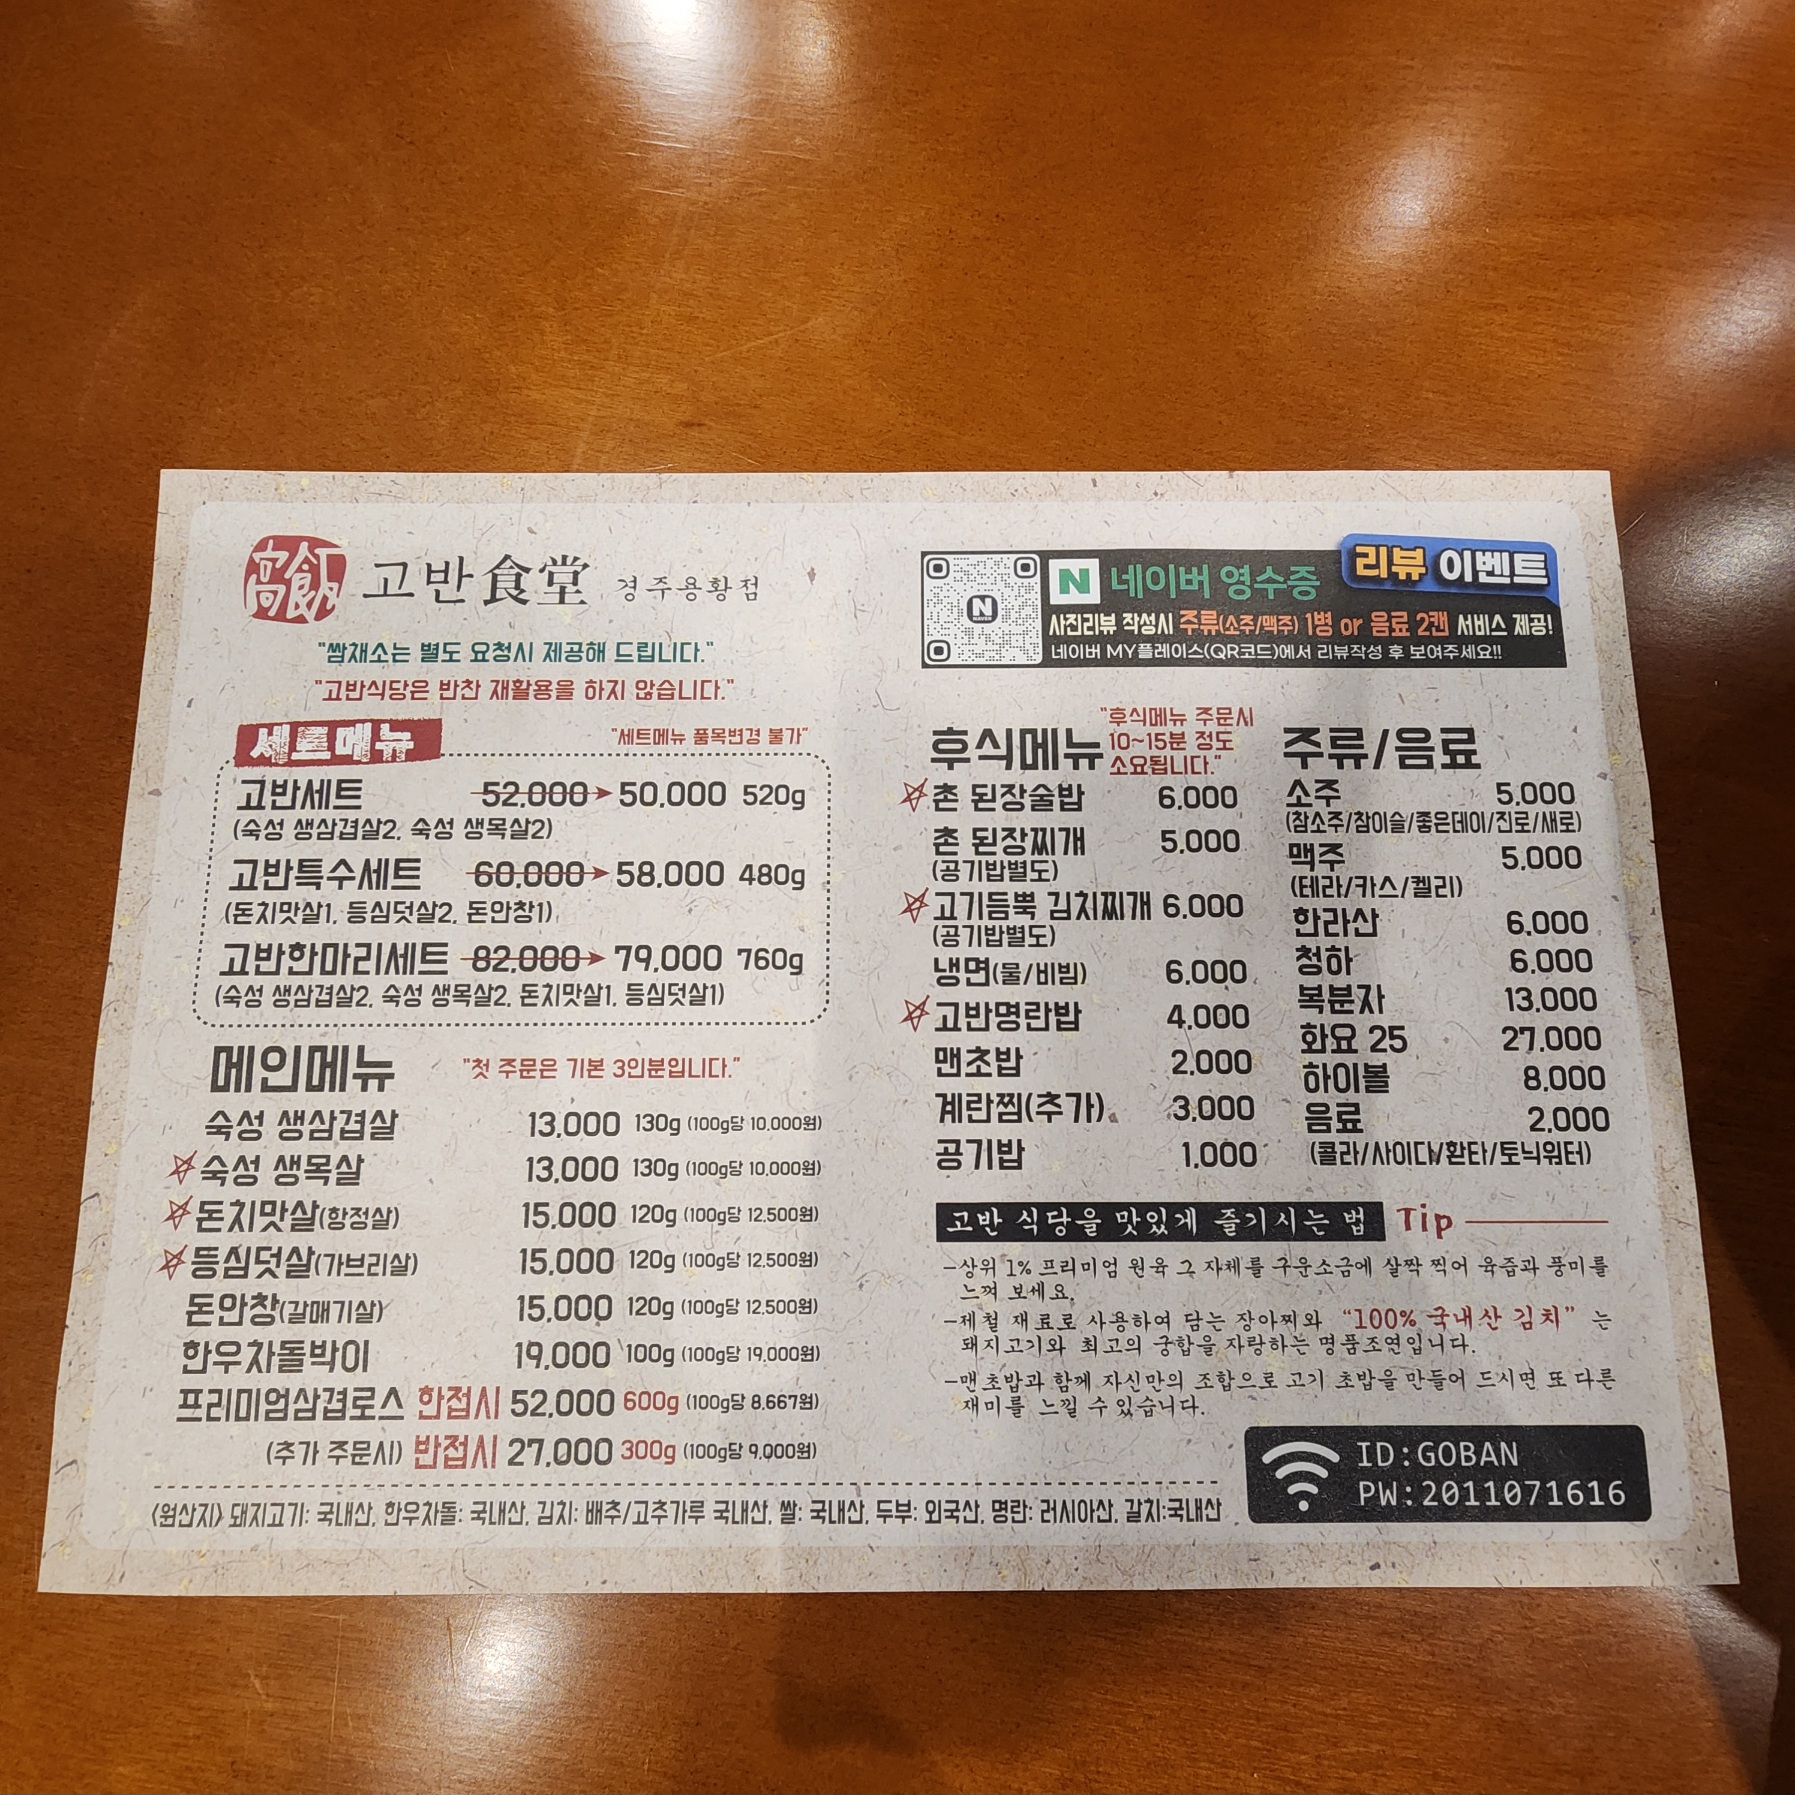 高飯 고반食堂 경주용황점
"쌈채소는 별도 요청시 제공해 드립니다."
"고반식당은 반찬 재활용을 하지 않습니다."
세트메뉴 "세트메뉴 품목변경 불가"
고반세트 52,000 → 50,000 520g
(숙성 생삼겹살2, 숙성 생목살2)
고반특수세트 60,000 → 58,000 480g
(돈치맛살1, 등심덧살2, 돈안창1)
고반한마리세트 82,000 → 79,000 760g
(숙성 생삼겹살2, 숙성 생목살2, 돈치맛살1, 등심덧살1)
메인메뉴 "첫 주문은 기본 3인분입니다."
숙성 생삼겹살 13,000 130g (100g당 10,000원)
숙성 생목살 13,000 130g (100g당 10,000원)
돈치맛살(항정살) 15,000 120g (100g당 12,500원)
등심덧살(가브리살) 15,000 120g (100g당 12,500원)
돈안창(갈매기살) 15,000 120g (100g당 12,500원)
한우차돌박이 19,000 100g (100g당 19,000원)
프리미엄삼겹로스 한접시 52,000 600g (100g당 8,667원)
(추가 주문시) 반접시 27,000 300g (100g당 9,000원)
<원산지> 돼지고기: 국내산, 한우차돌: 국내산, 김치: 배추/고추가루 국내산, 쌀: 국내산, 두부: 외국산, 명란: 러시아산, 갈치:국내산
N NAVER
N 네이버 영수증 리뷰 이벤트
사진리뷰 작성시 주류(소주/맥주) 1병 or 음료 2캔 서비스 제공!
네이버 MY플레이스(QR코드)에서 리뷰작성 후 보여주세요!!
후식메뉴
"후식메뉴 주문시
10~15분 정도
소요됩니다."
촌 된장술밥 6,000
촌 된장찌개 5,000
(공기밥별도)
고기듬뿍 김치찌개 6,000
(공기밥별도)
냉면(물/비빔) 6,000
고반명란밥 4,000
맨초밥 2,000
계란찜(추가) 3,000
공기밥 1,000
주류/음료
소주 5,000
(참소주/참이슬/좋은데이/진로/새로)
맥주 5,000
(테라/카스/켈리)
한라산 6,000
청하 6,000
복분자 13,000
화요 25 27,000
하이볼 8,000
음료 2,000
(콜라/사이다/환타/토닉워터)
고반 식당을 맛있게 즐기시는 법 Tip
-상위 1% 프리미엄 원육 그 자체를 구운소금에 살짝 찍어 육즙과 풍미를
느껴 보세요.
-제철 재료로 사용하여 담는 장아찌와 "100% 국내산 김치" 는
돼지고기와 최고의 궁합을 자랑하는 명품조연입니다.
-맨 초밥과 함께 자신만의 조합으로 고기 초밥을 만들어 드시면 또 다른
재미를 느낄 수 있습니다.
ID:GOBAN
PW:2011071616